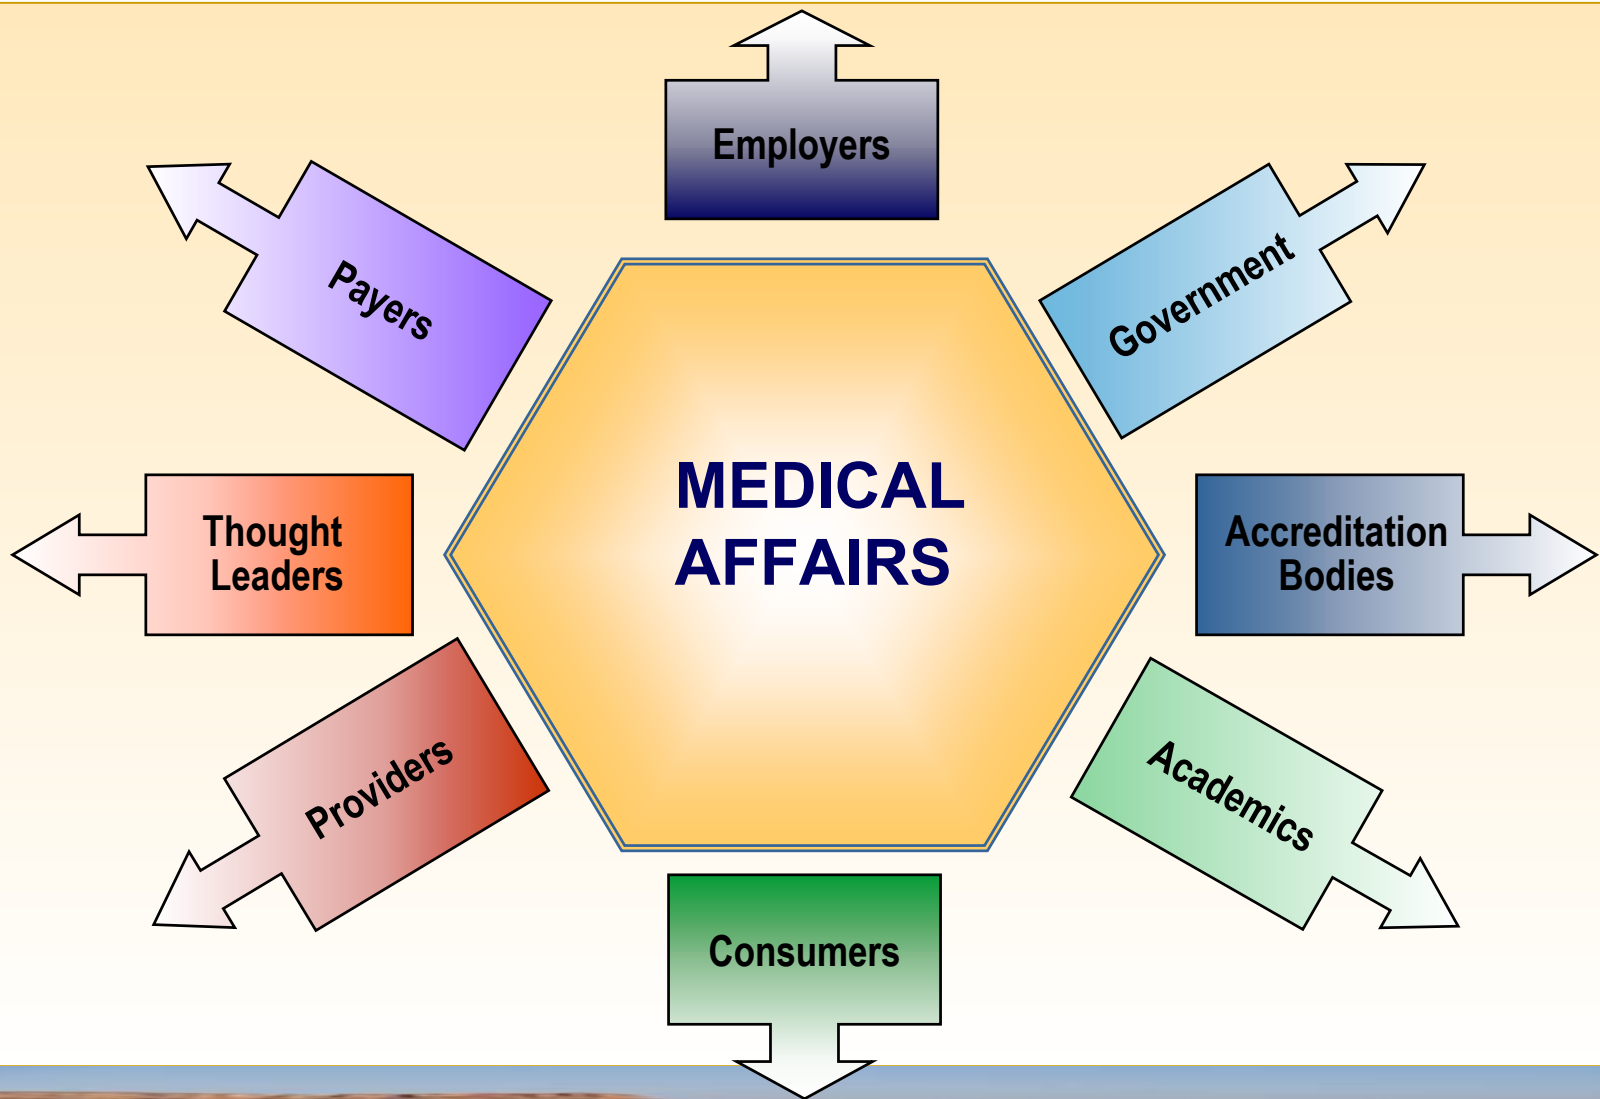 Employers
Government
Payers
MEDICAL
AFFAIRS
Thought
Leaders
Accreditation
Bodies
Providers
Academics
Consumers